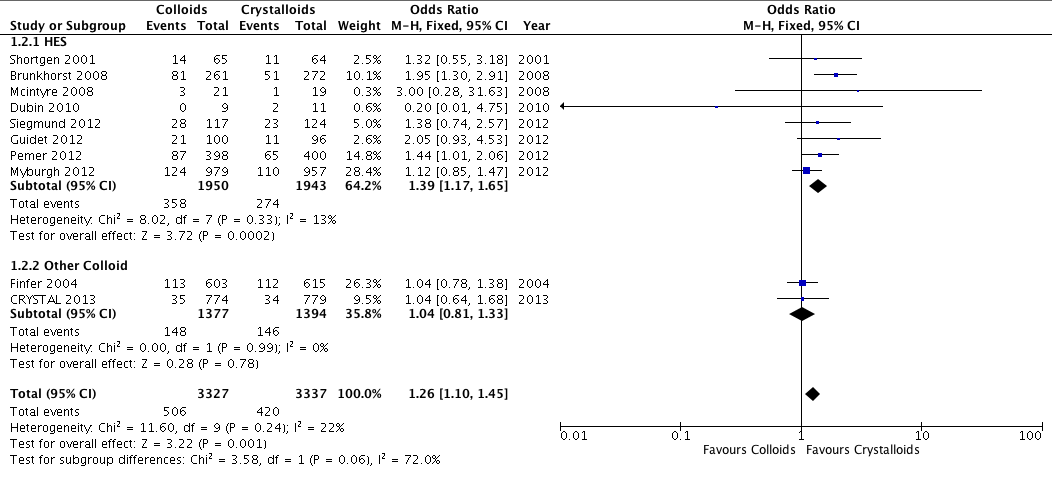 Colloids Crystalloids Odds Ratio Odds Ratio
Study or Subgroup Events Total Events Total Weight M-H, Fixed, 95% CI Year M-H, Fixed, 95% CI
1.2.1 HES
Shortgen 2001 14 65 11 64 2.5% 1.32 [0.55, 3.18] 2001
Brunkhorst 2008 81 261 51 272 10.1% 1.95 [1.30, 2.91] 2008
Mcintyre 2008 3 21 1 19 0.3% 3.00 [0.28, 31.63] 2008
Dubin 2010 0 9 2 11 0.6% 0.20 [0.01, 4.75] 2010
Siegmund 2012 28 117 23 124 5.0% 1.38 [0.74, 2.57] 2012
Guidet 2012 21 100 11 96 2.6% 2.05 [0.93, 4.53] 2012
Perner 2012 87 398 65 400 14.8% 1.44 [1.01, 2.06] 2012
Myburgh 2012 124 979 110 957 28.4% 1.12 [0.85, 1.47] 2012
Subtotal (95% CI) 1950 1943 64.2% 1.39 [1.17, 1.65]
Total events 358 274
Heterogeneity: Chi² = 8.02, df = 7 (P = 0.33); I² = 13%
Test for overall effect: Z = 3.72 (P = 0.0002)
1.2.2 Other Colloid
Finfer 2004 113 603 112 615 26.3% 1.04 [0.78, 1.38] 2004
CRYSTAL 2013 35 774 34 779 9.5% 1.04 [0.64, 1.68] 2013
Subtotal (95% CI) 1377 1394 35.8% 1.04 [0.81, 1.33]
Total events 148 146
Heterogeneity: Chi² = 0.00, df = 1 (P = 0.99); I² = 0%
Test for overall effect: Z = 0.28 (P = 0.78)
Total (95% CI) 3327 3337 100.0% 1.26 [1.10, 1.45]
Total events 506 420
Heterogeneity: Chi² = 11.60, df = 9 (P = 0.24); I² = 22%
Test for overall effect: Z = 3.22 (P = 0.001)
Test for subgroup differences: Chi² = 3.58, df = 1 (P = 0.06), I² = 72.0%
0.01 0.1 1 10 100
Favours Colloids Favours Crystalloids